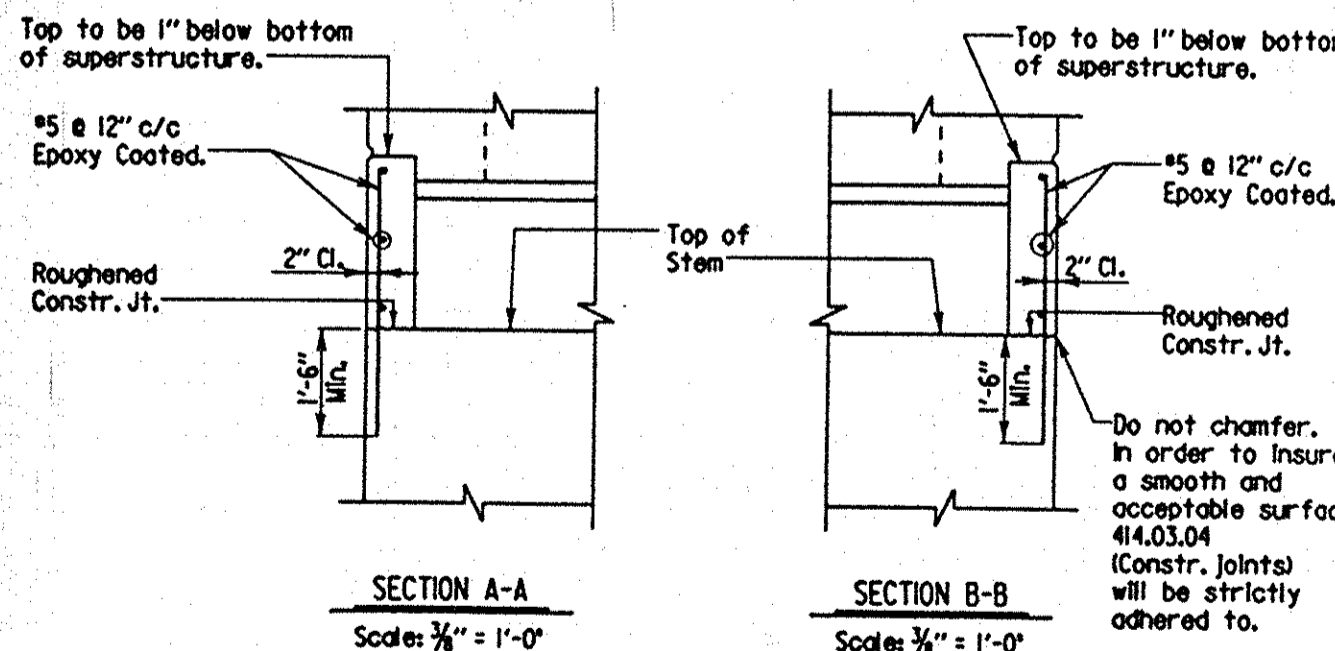 Top to be 1" below bottom
of superstructure.
#5 @ 12" c/c
Epoxy Coated.
2" Cl.
Roughened
Constr. Jt.
1'-6"
Min.
SECTION A-A
Scale: 3/8" = 1'-0"
Top of
Stem
Top to be 1" below
of superstructure.
#5 @ 12" c/c
Epoxy Coated.
2" Cl.
Roughened
Constr. Jt.
1'-6"
Min.
Do not chamfer.
In order to insure
a smooth and
acceptable
414.03.04
(Constr. joints)
will be strictly
adhered to.
SECTION B-B
Scale: 3/8" = 1'-0"